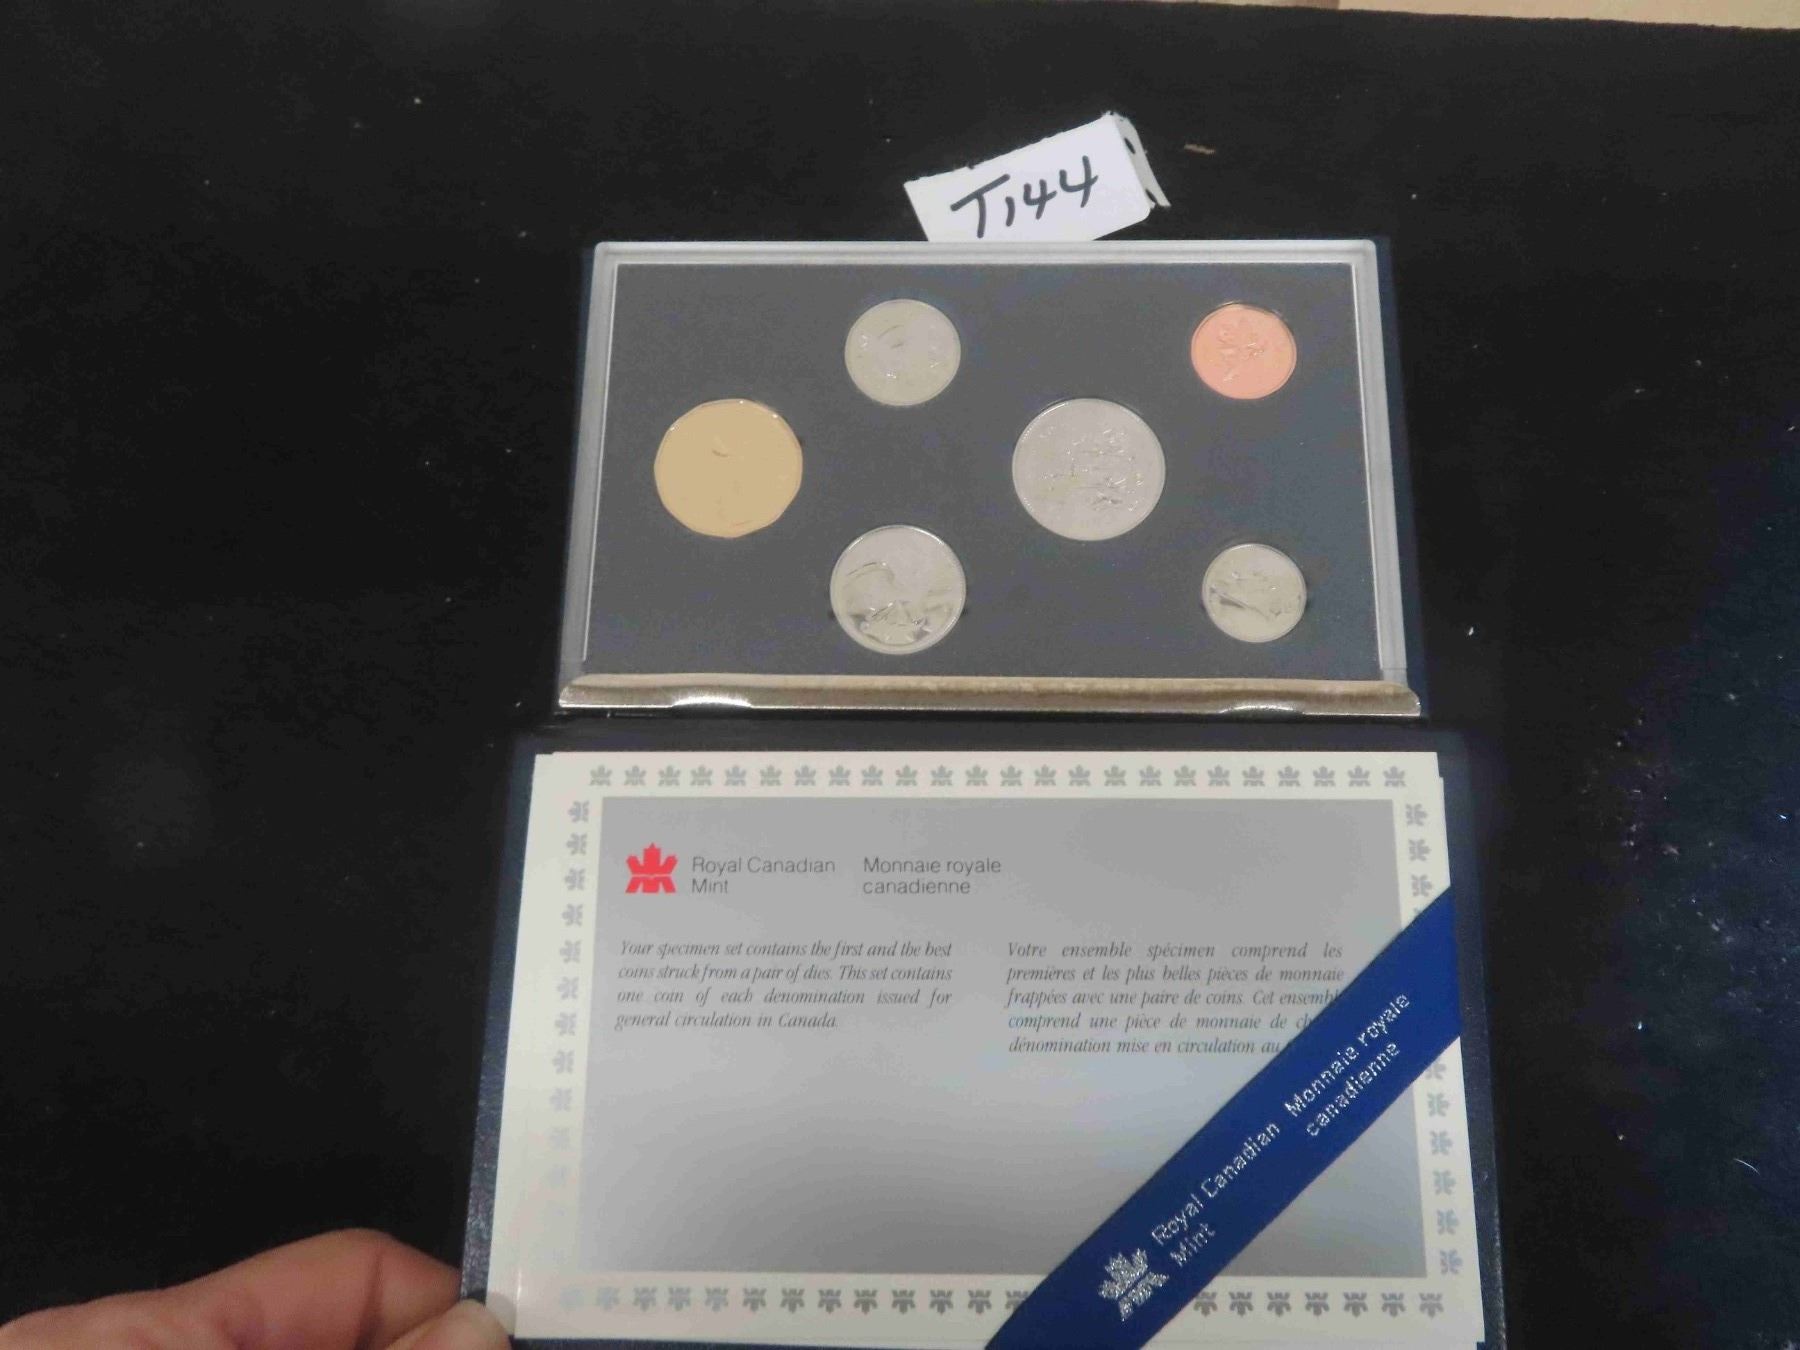 T144
Royal Canadian
Mint
Monnaie royale
canadienne
Your specimen set contains the first and the best
coins struck from a pair of dies. This set contains
one coin of each denomination issued for
general circulation in Canada.
Votre ensemble spécimen comprend les
premières et les plus belles pièces de monnaie
frappées avec une paire de coins. Cet ensembl
comprend une pièce de monnaie de ch
dénomination mise en circulation au
Royal Canadian
Mint
Monnaie royale
canadienne